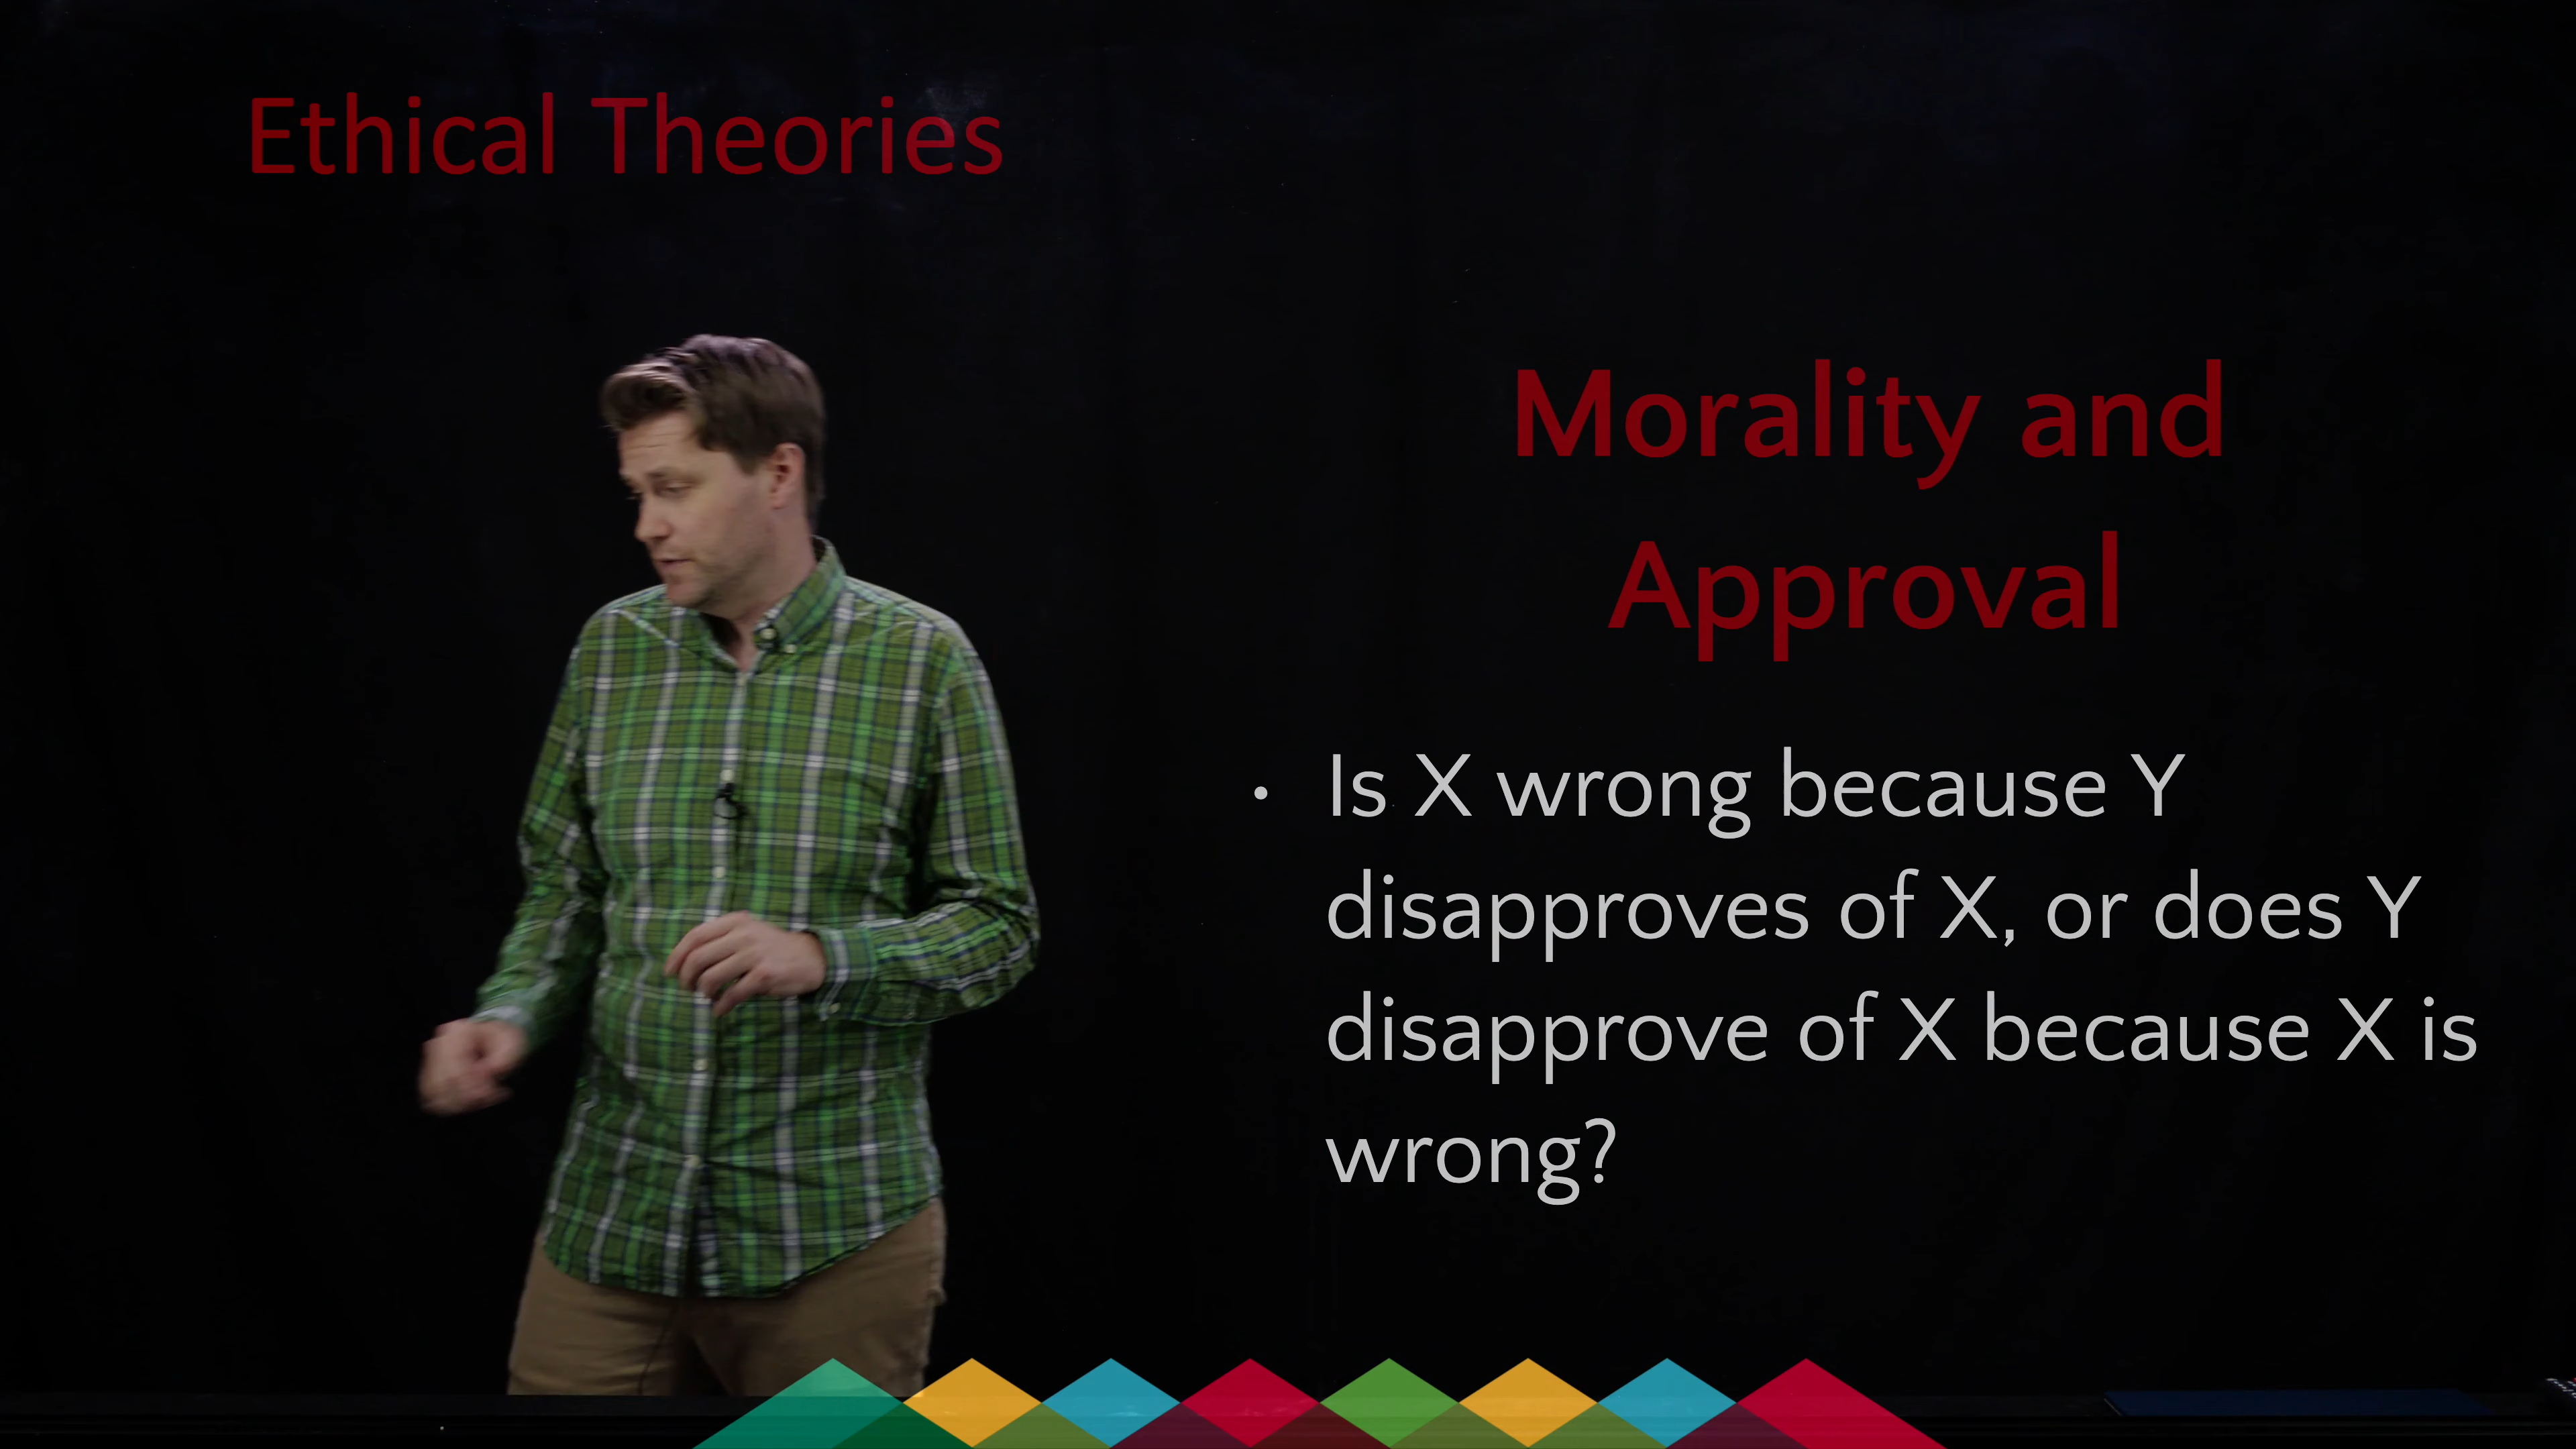 Ethical Theories
Morality and
Approval
• Is X wrong because Y
disapproves of X, or does Y
disapprove of X because X is
wrong?